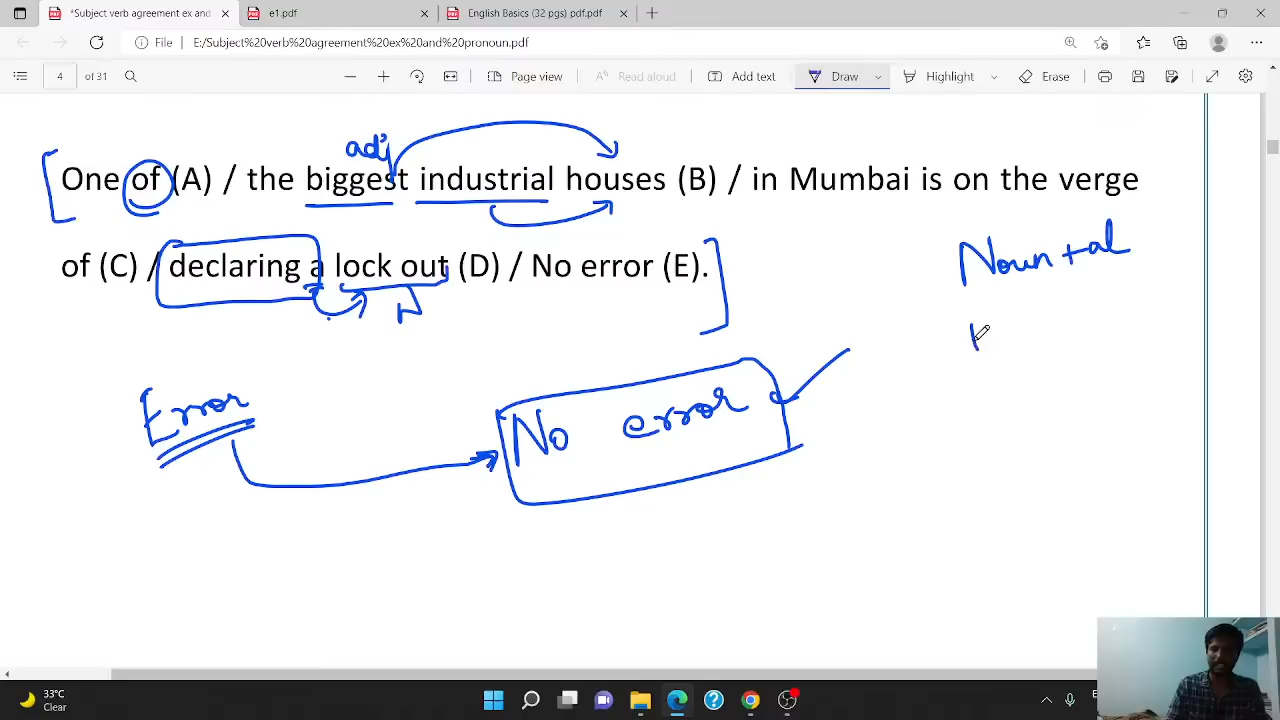 *Subject verb agreement ex and
e1.pdf
English Basics (32 pgs) pdf.pdf
File
E:/Subject%20verb%20agreement%20ex%20and%20pronoun.pdf
4 of 31
Page view
Read aloud
Add text
Draw
Highlight
Erase
adj
One of (A) / the biggest industrial houses (B) / in Mumbai is on the verge
of (C) / declaring a lock out (D) / No error (E).
Noun + al
N
Error
No error
33°C
Clear